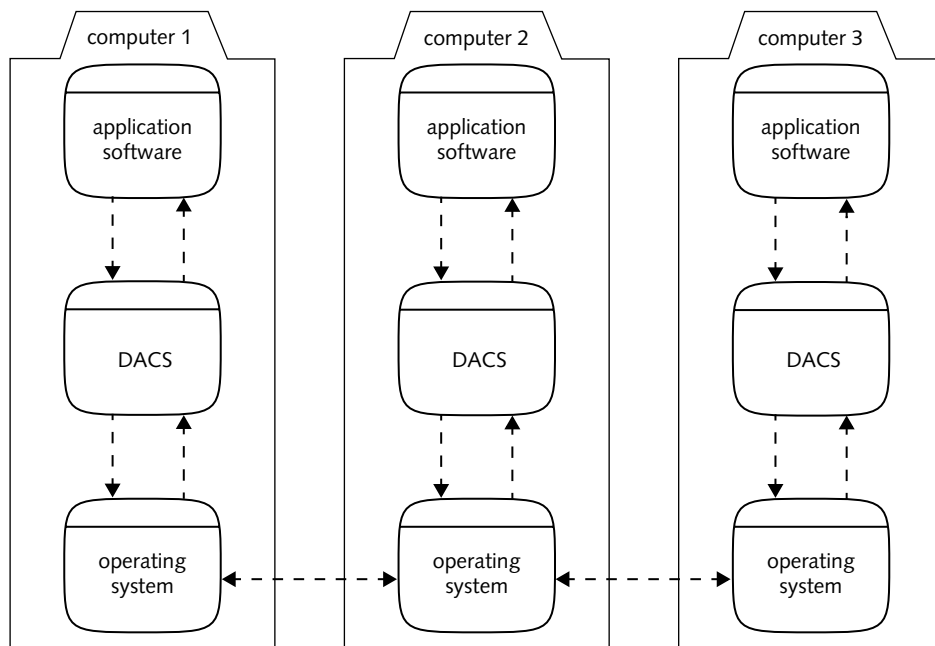 computer 1
computer 2
computer 3
application
software
application
software
application
software
DACS
DACS
DACS
operating
system
operating
system
operating
system